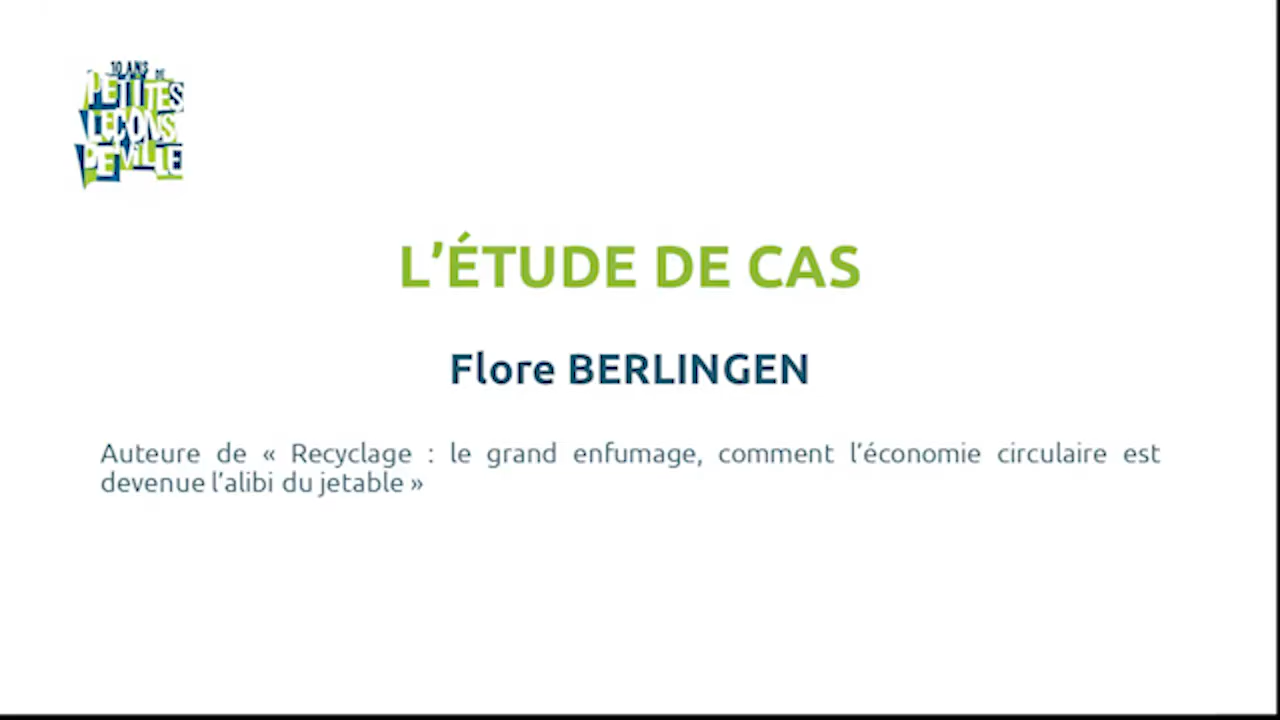 10 ANS DE
PETITES
LEÇONS
DE VILLE
L’ÉTUDE DE CAS
Flore BERLINGEN
Auteure de « Recyclage : le grand enfumage, comment l’économie circulaire est
devenue l’alibi du jetable »